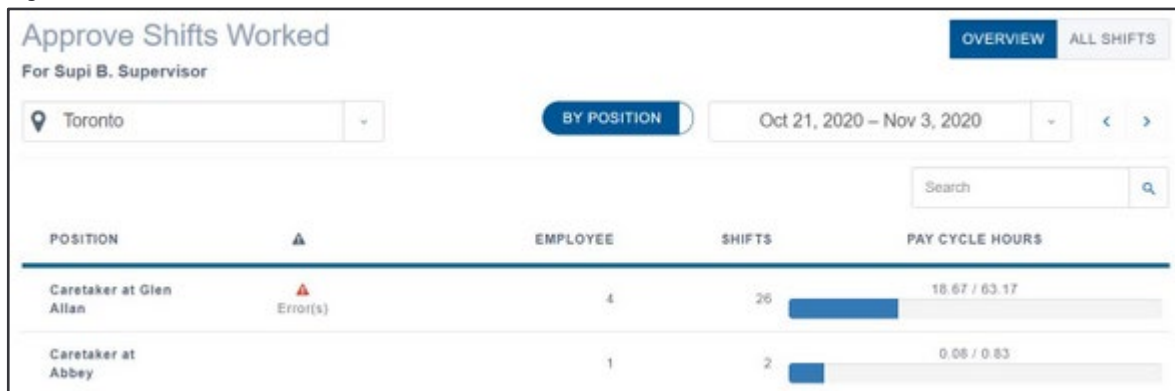 Approve Shifts Worked
OVERVIEW ALL SHIFTS
For Supi B. Supervisor
Toronto
BY POSITION
Oct 21, 2020 – Nov 3, 2020
Search
POSITION EMPLOYEE SHIFTS PAY CYCLE HOURS
Caretaker at Glen
Allan
Error(s)
4 26 18.67 / 63.17
Caretaker at
Abbey
1 2 0.08 / 0.83